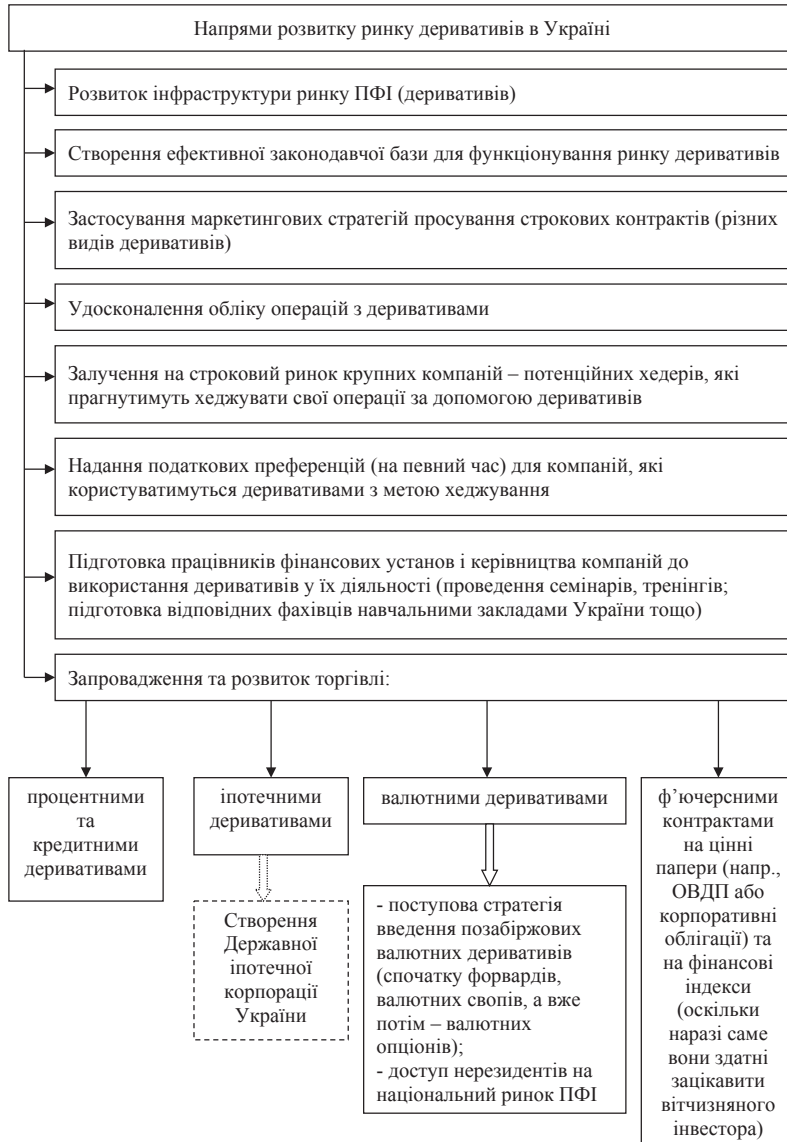 Напрями розвитку ринку деривативів в Україні
Розвиток інфраструктури ринку ПФІ (деривативів)
Створення ефективної законодавчої бази для функціонування ринку деривативів
Застосування маркетингових стратегій просування строкових контрактів (різних
видів деривативів)
Удосконалення обліку операцій з деривативами
Залучення на строковий ринок крупних компаній – потенційних хедерів, які
прагнутимуть хеджувати свої операції за допомогою деривативів
Надання податкових преференцій (на певний час) для компаній, які
користуватимуться деривативами з метою хеджування
Підготовка працівників фінансових установ і керівництва компаній до
використання деривативів у їх діяльності (проведення семінарів, тренінгів;
підготовка відповідних фахівців навчальними закладами України тощо)
Запровадження та розвиток торгівлі:
процентними
та
кредитними
деривативами
іпотечними
деривативами
Створення
Державної
іпотечної
корпорації
України
валютними деривативами
- поступова стратегія
введення позабіржових
валютних деривативів
(спочатку форвардів,
валютних свопів, а вже
потім – валютних
опціонів);
- доступ нерезидентів на
національний ринок ПФІ
ф’ючерсними
контрактами
на цінні
папери (напр.,
ОВДП або
корпоративні
облігації) та
на фінансові
індекси
(оскільки
наразі саме
вони здатні
зацікавити
вітчизняного
інвестора)